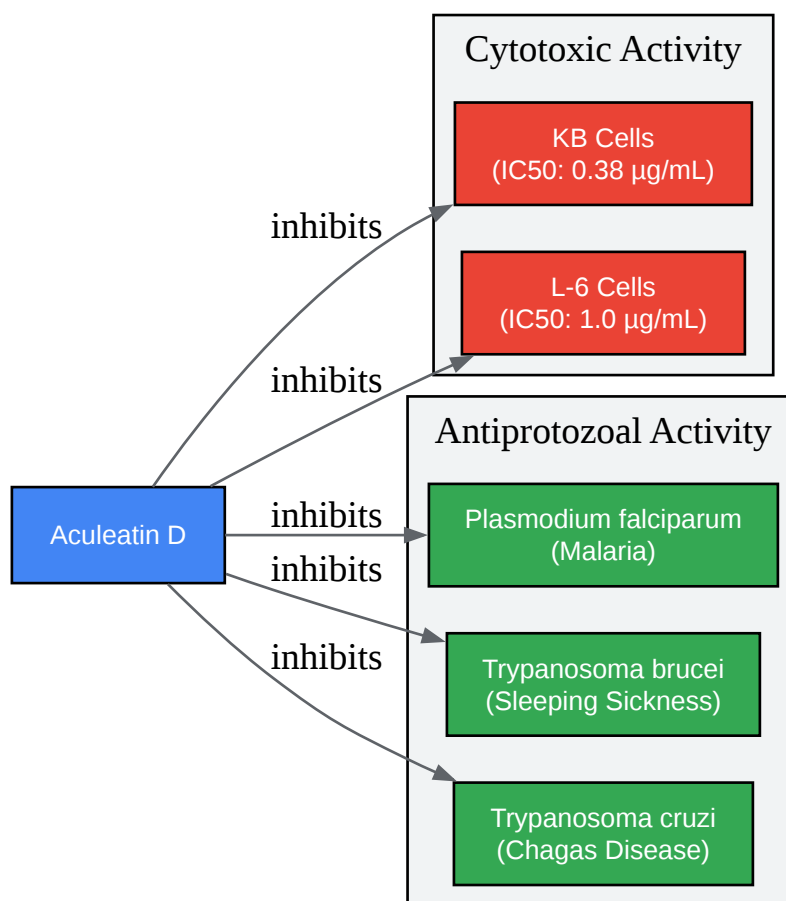 Cytotoxic Activity
KB Cells
(IC50: 0.38 µg/mL)
inhibits
L-6 Cells
(IC50: 1.0 µg/mL)
inhibits
Antiprotozoal Activity
Aculeatin D
inhibits
Plasmodium falciparum
(Malaria)
inhibits
Trypanosoma brucei
(Sleeping Sickness)
inhibits
Trypanosoma cruzi
(Chagas Disease)